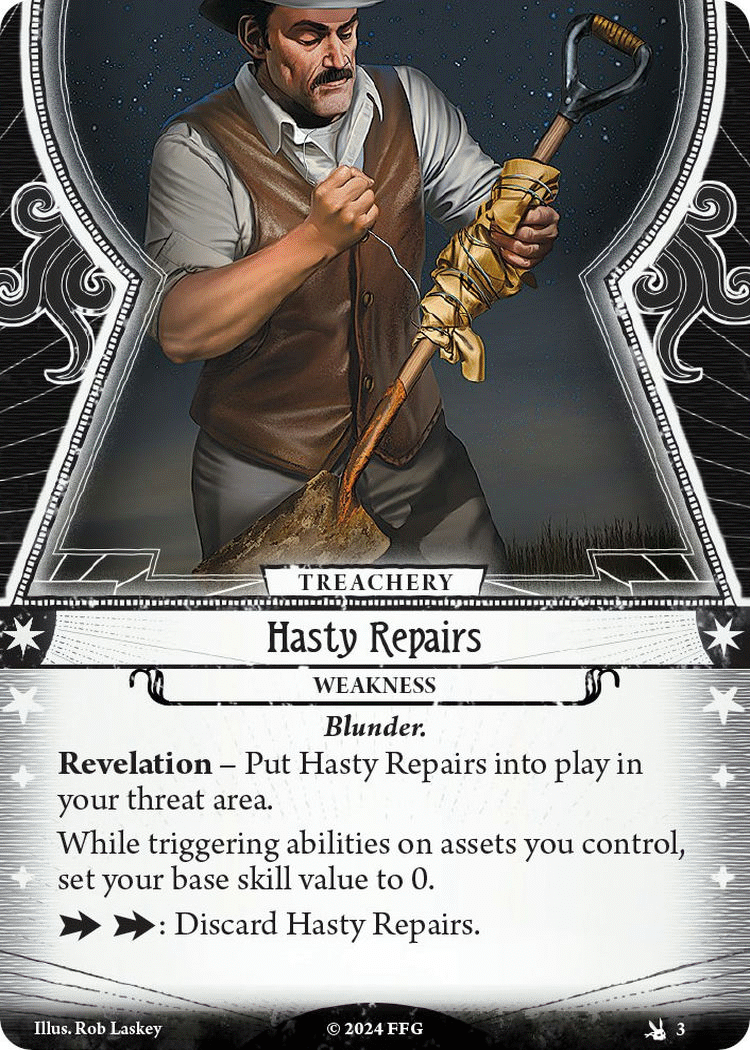 TREACHERY
Hasty Repairs
WEAKNESS
Blunder.
Revelation – Put Hasty Repairs into play in
your threat area.
While triggering abilities on assets you control,
set your base skill value to 0.
: Discard Hasty Repairs.
Illus. Rob Laskey © 2024 FFG 3